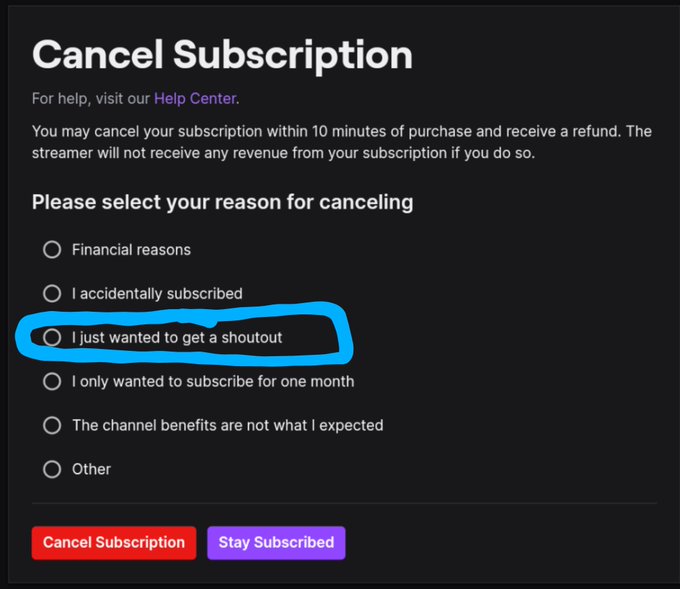 Cancel Subscription
For help, visit our Help Center.
You may cancel your subscription within 10 minutes of purchase and receive a refund. The
streamer will not receive any revenue from your subscription if you do so.
Please select your reason for canceling
Financial reasons
I accidentally subscribed
I just wanted to get a shoutout
I only wanted to subscribe for one month
The channel benefits are not what I expected
Other
Cancel Subscription
Stay Subscribed